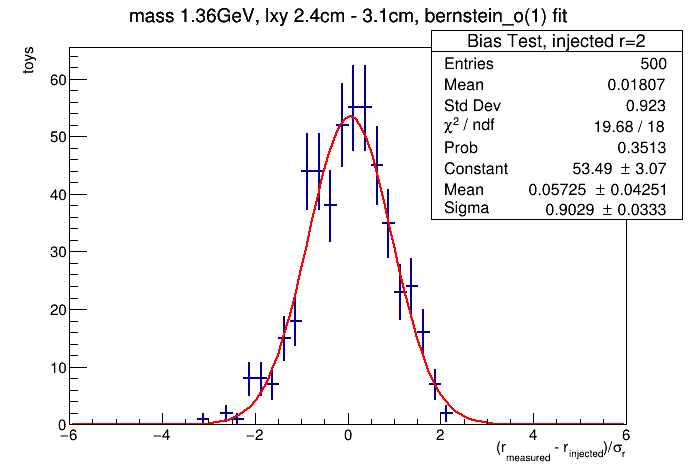 mass 1.36GeV, lxy 2.4cm - 3.1cm, bernstein_o(1) fit
toys
Bias Test, injected r=2
Entries 500
Mean 0.01807
Std Dev 0.923
χ² / ndf 19.68 / 18
Prob 0.3513
Constant 53.49 ± 3.07
Mean 0.05725 ± 0.04251
Sigma 0.9029 ± 0.0333
60
50
40
30
20
10
0
−6 −4 −2 0 2 4 6
(r_measured - r_injected)/σ_r